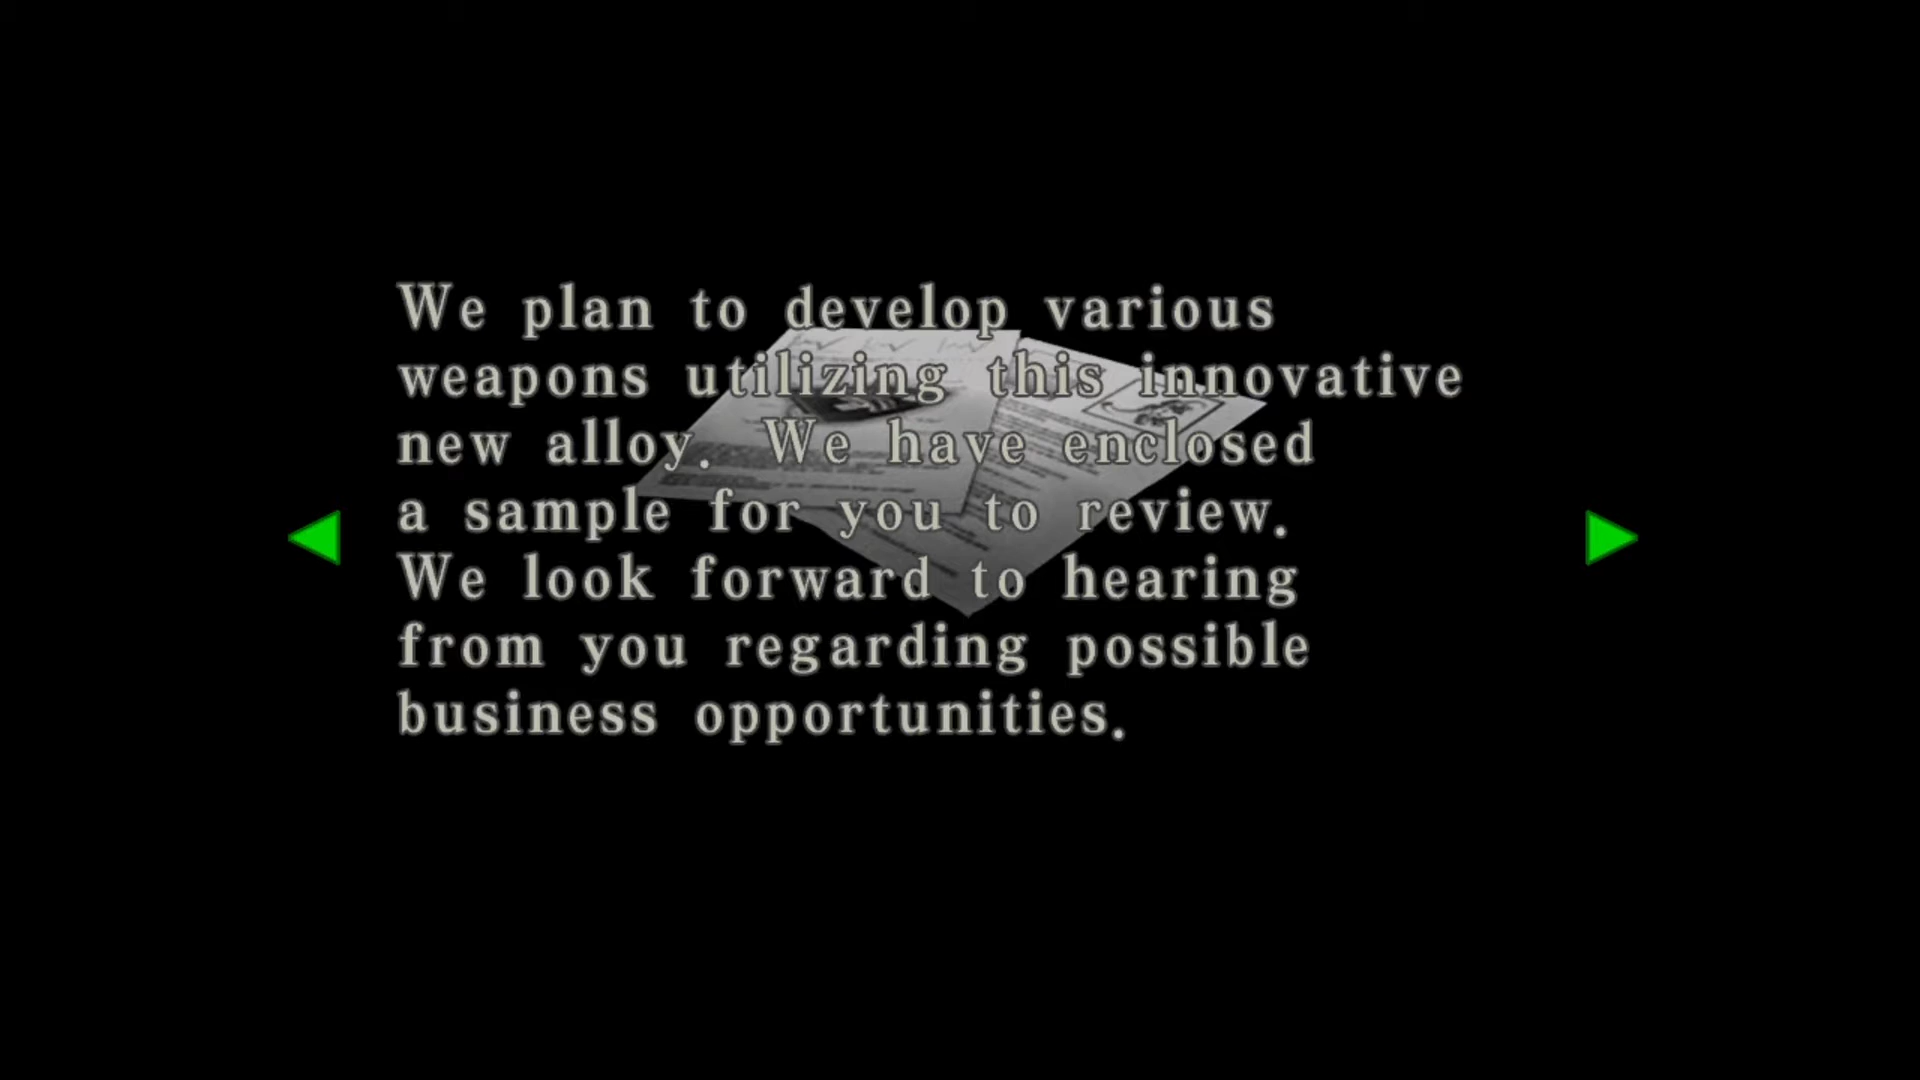 We plan to develop various
weapons utilizing this innovative
new alloy. We have enclosed
a sample for you to review.
We look forward to hearing
from you regarding possible
business opportunities.